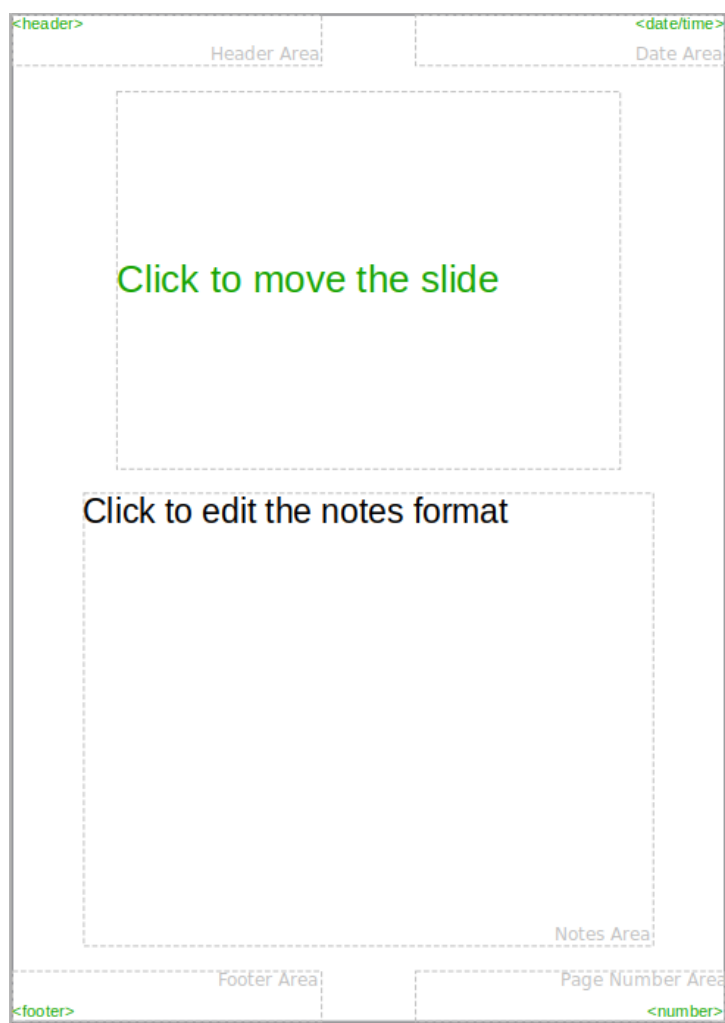 <header>
<date/time>
Header Area
Date Area
Click to move the slide
Click to edit the notes format
Notes Area
Footer Area
Page Number Area
<footer>
<number>